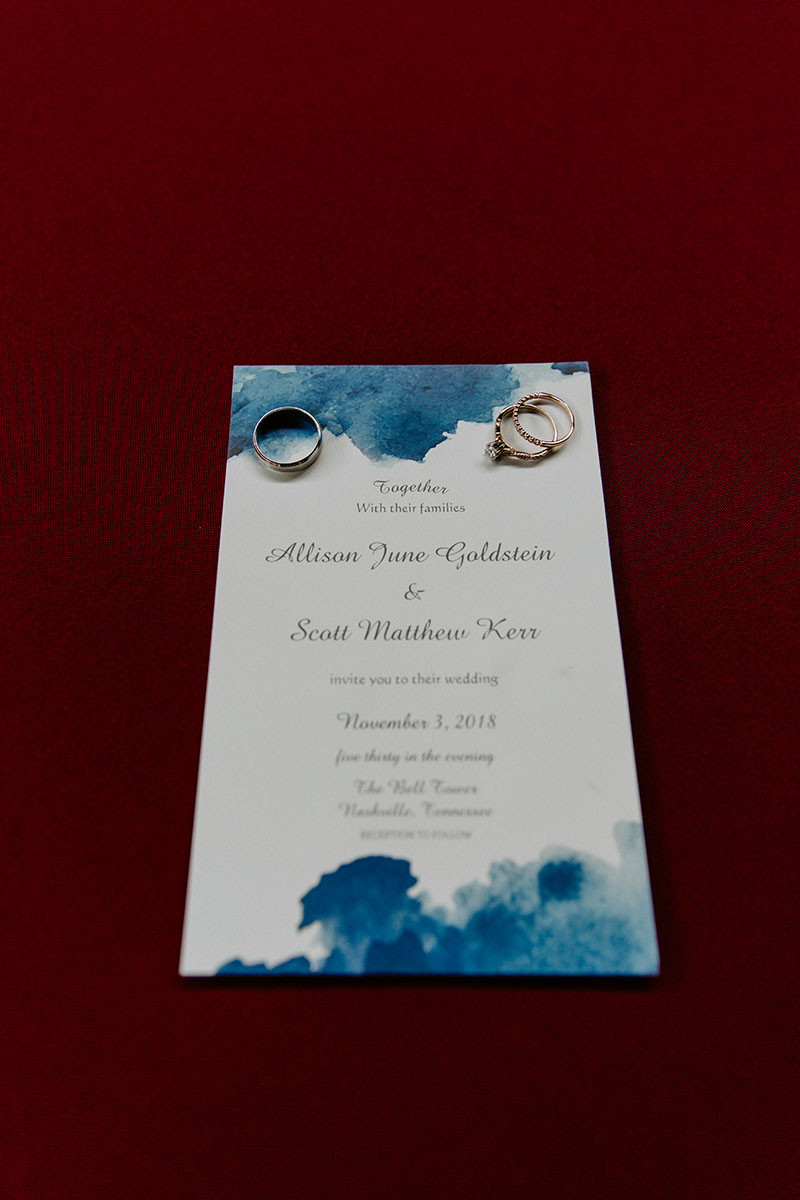 Together
With their families
Allison June Goldstein
&
Scott Matthew Kerr
invite you to their wedding
November 3, 2018
five thirty in the evening
The Bell Tower
Nashville, Tennessee
RECEPTION TO FOLLOW